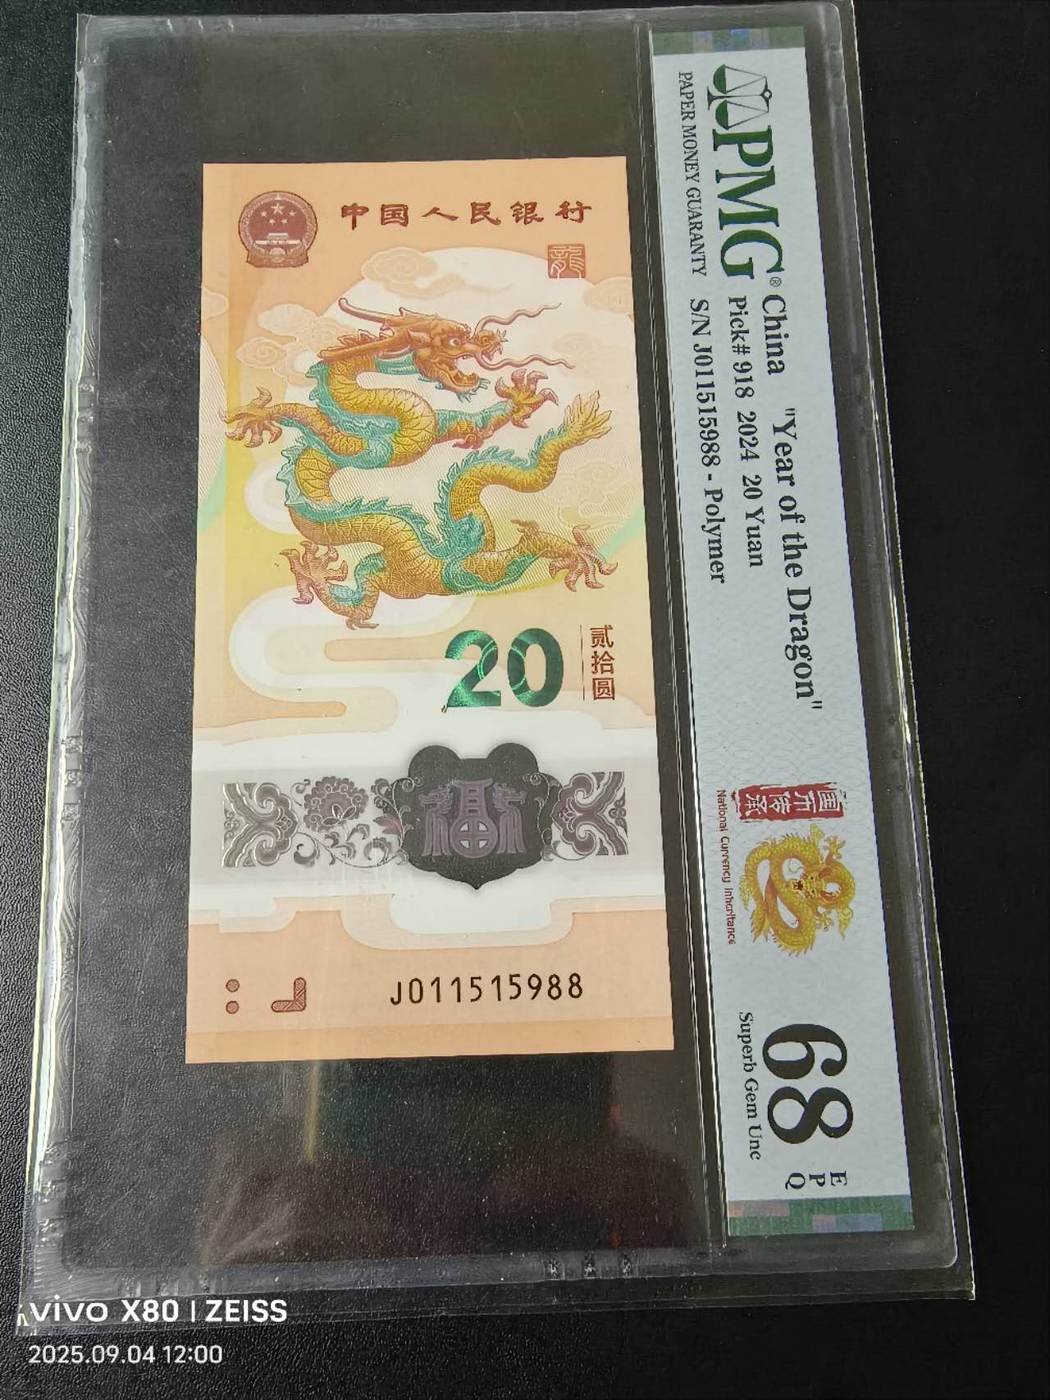 中国人民银行
龍
20
贰拾圆
福
J011515988
PMG®
PAPER MONEY GUARANTY
China "Year of the Dragon"
Pick# 918 2024 20 Yuan
S/N J011515988 - Polymer
国币传承
National Currency Inheritance
68
Superb Gem Unc
E
P
Q
vivo X80 | ZEISS
2025.09.04 12:00